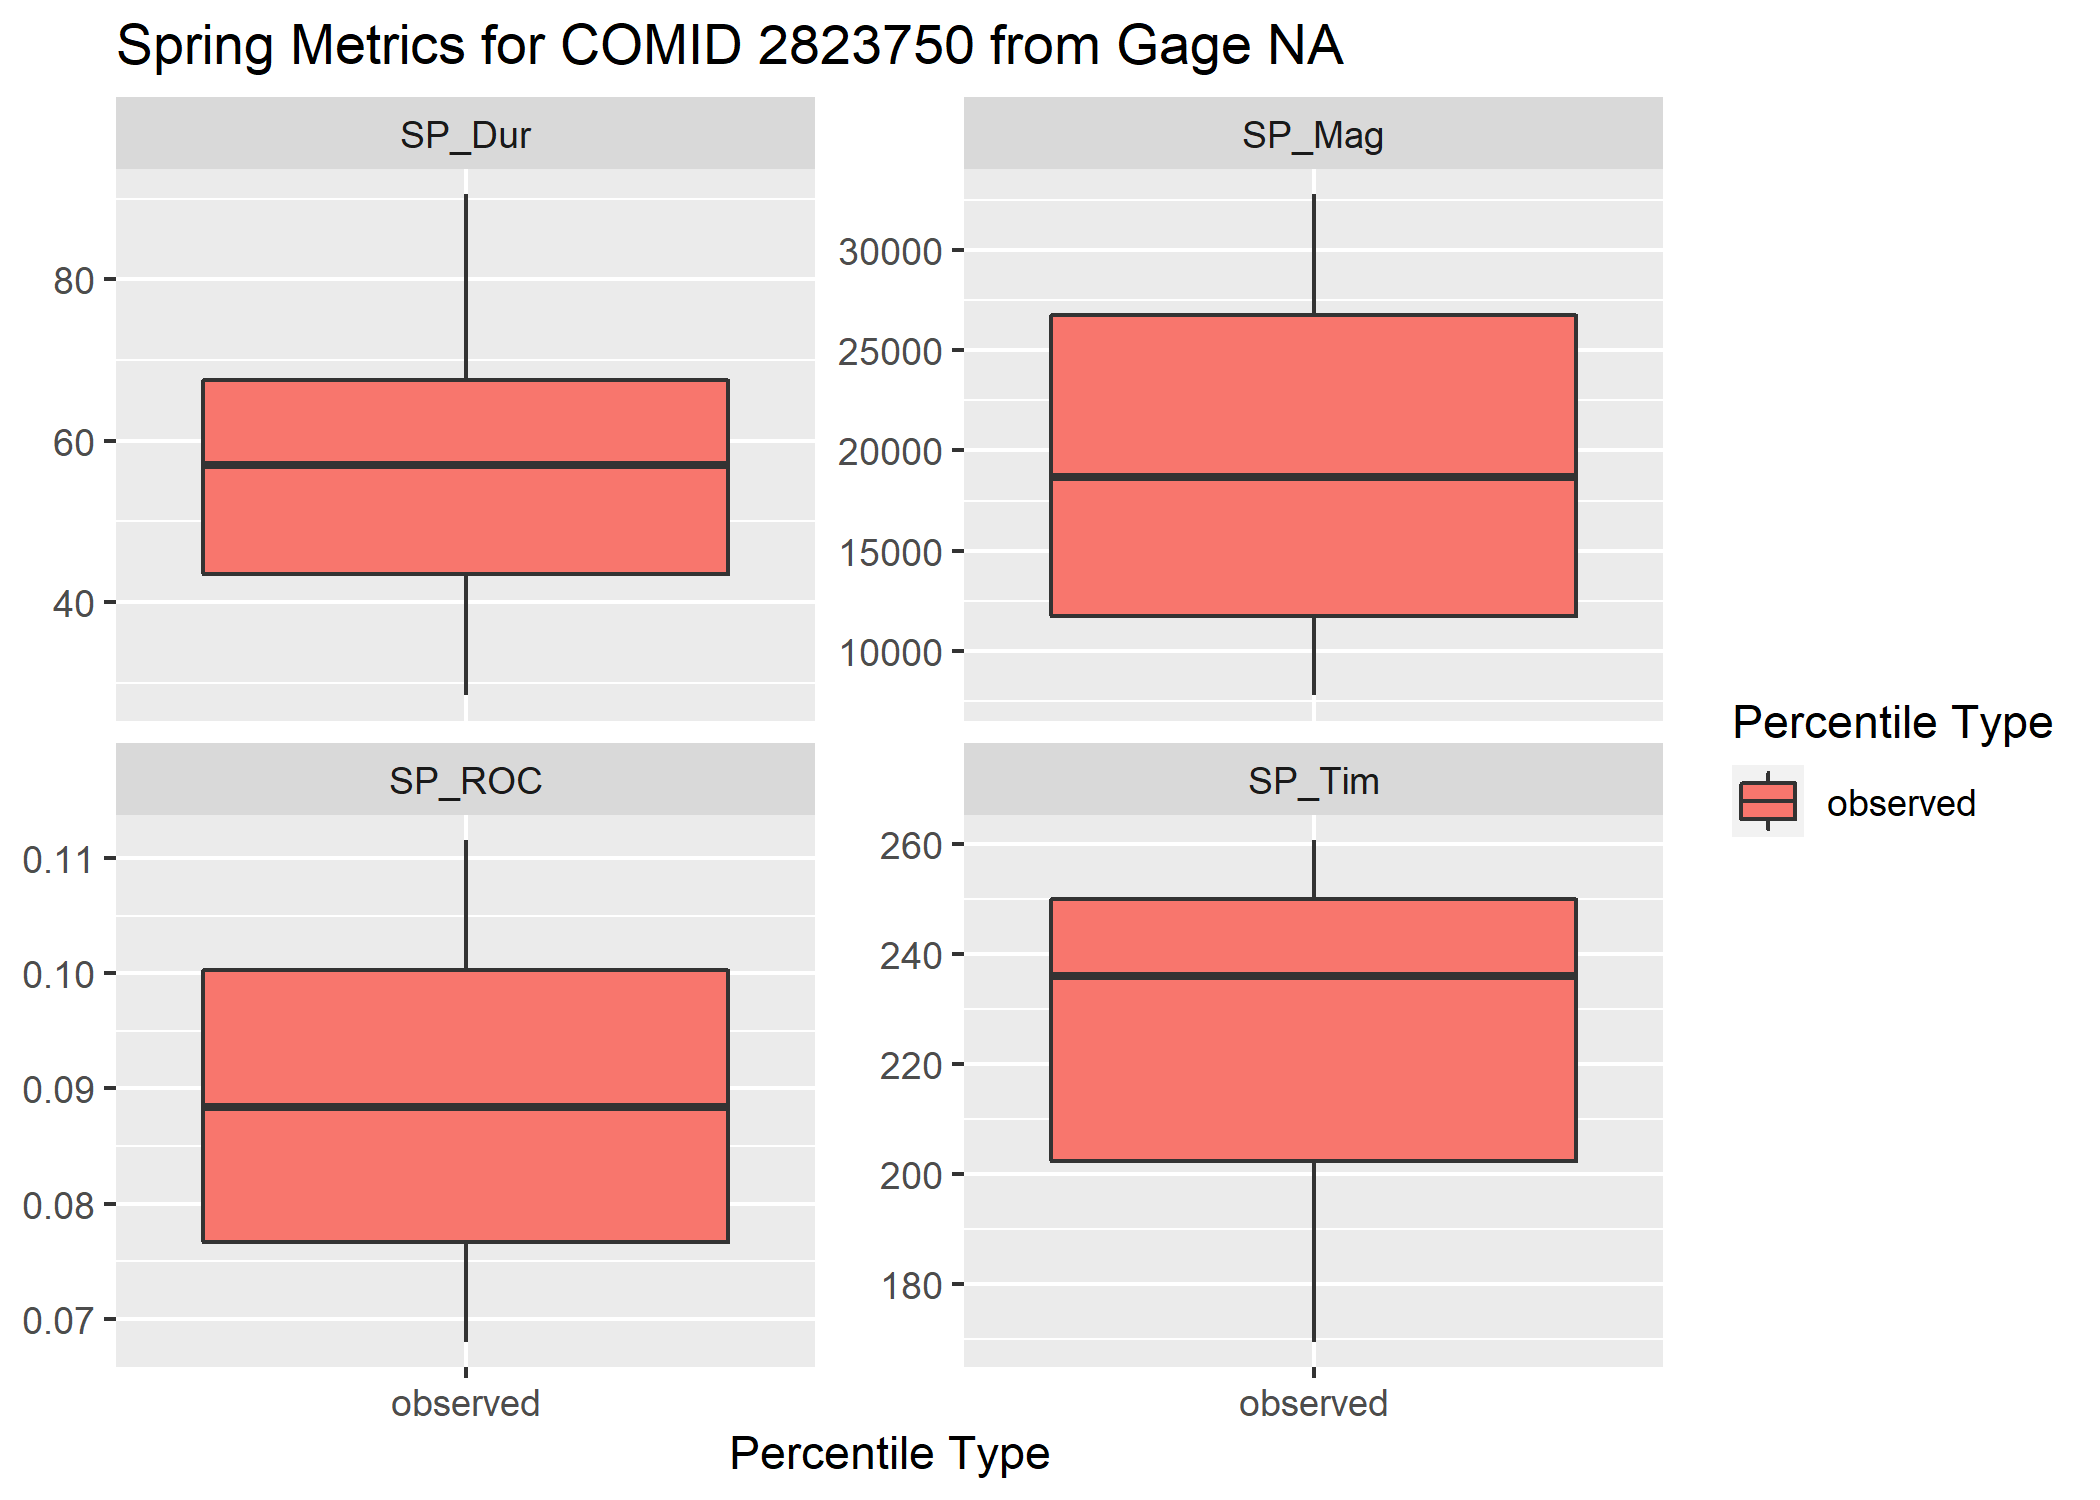 Spring Metrics for COMID 2823750 from Gage NA
SP_Dur
SP_Mag
80
60
40
30000
25000
20000
15000
10000
SP_ROC
SP_Tim
0.11
0.10
0.09
0.08
0.07
260
240
220
200
180
observed
observed
Percentile Type
Percentile Type
observed